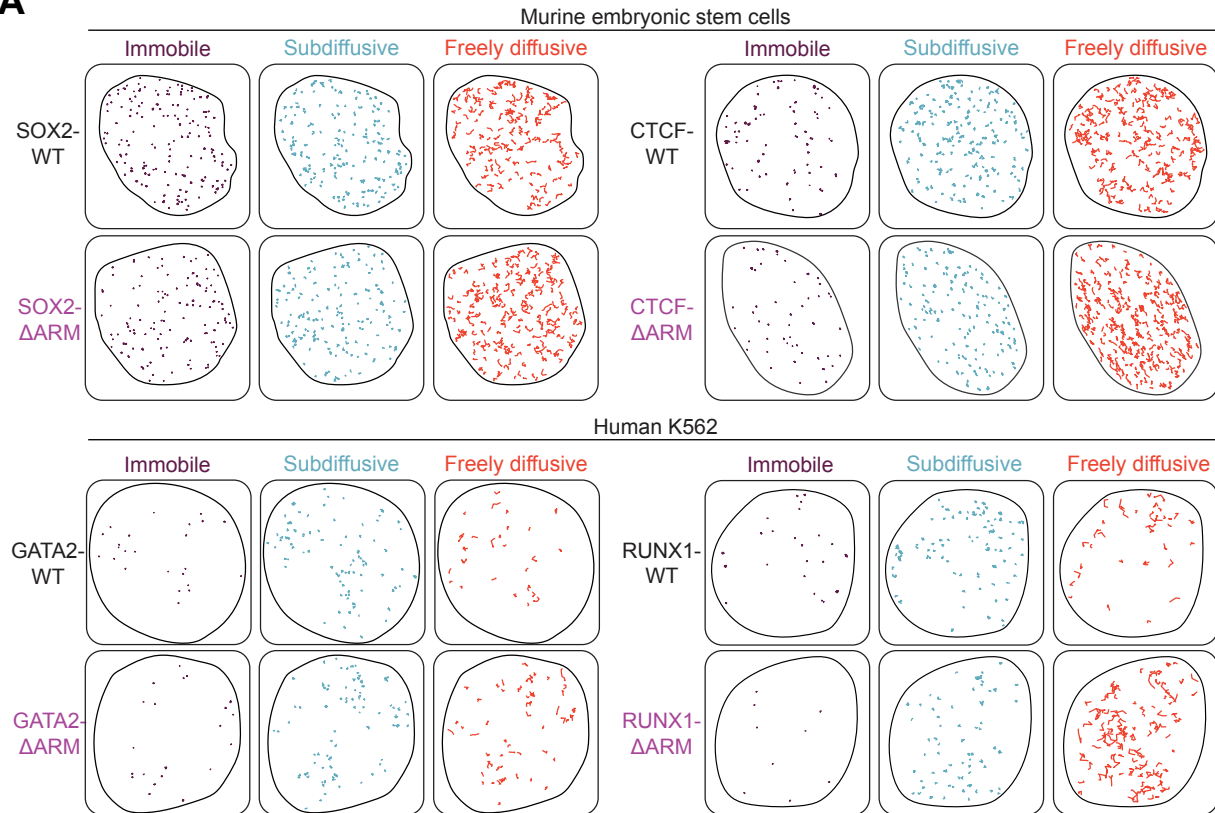 A
Murine embryonic stem cells
Immobile Subdiffusive Freely diffusive Immobile Subdiffusive Freely diffusive
SOX2-
WT
CTCF-
WT
SOX2-
ΔARM
CTCF-
ΔARM
Human K562
Immobile Subdiffusive Freely diffusive Immobile Subdiffusive Freely diffusive
GATA2-
WT
RUNX1-
WT
GATA2-
ΔARM
RUNX1-
ΔARM